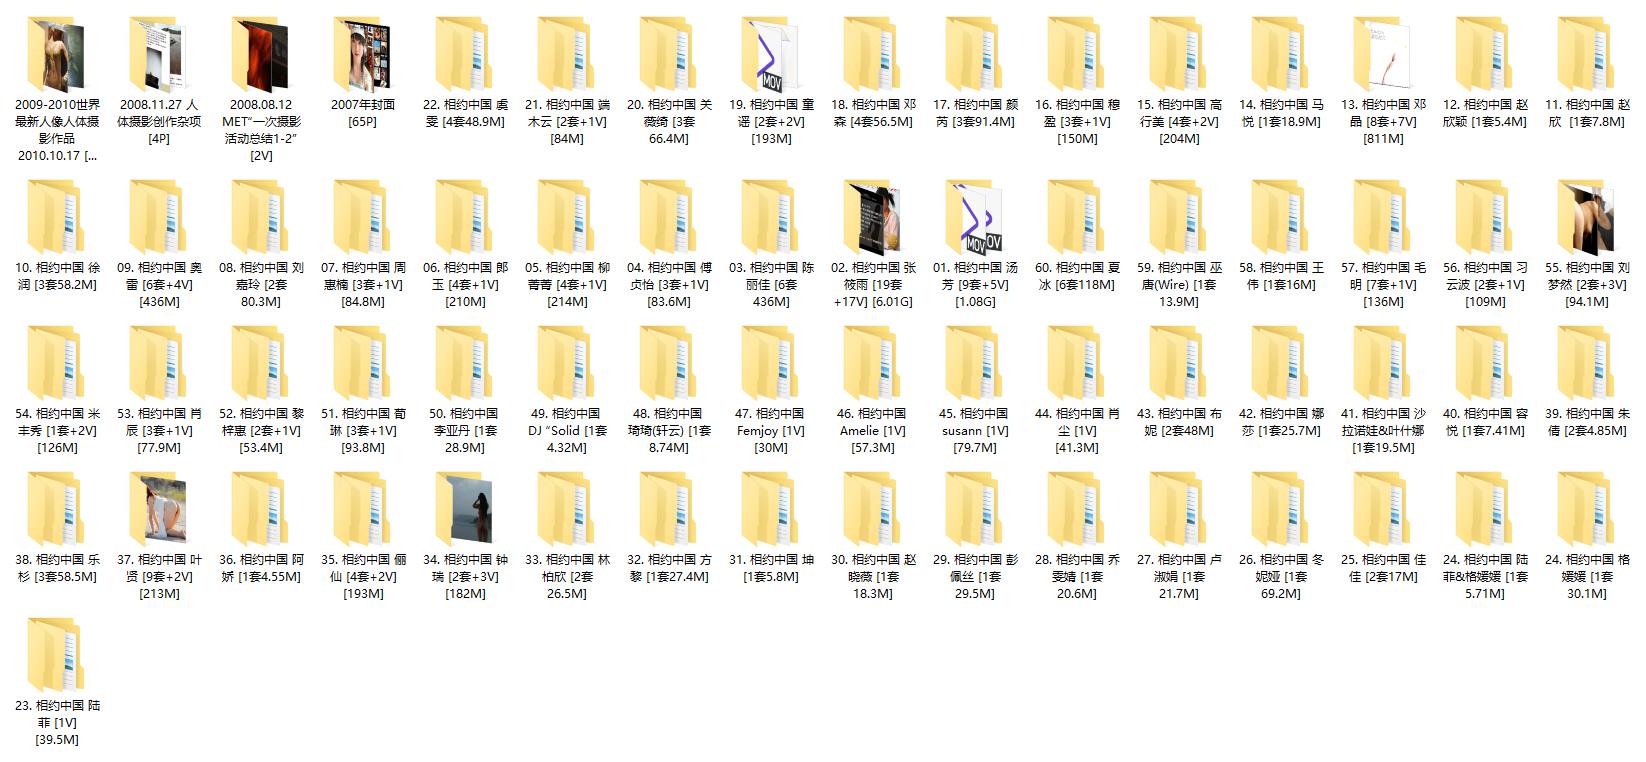 2009-2010世界
最新人像人体摄
影作品
2010.10.17 [...
2008.11.27 人
体摄影创作杂项
[4P]
2008.08.12
MET“一次摄影
活动总结1-2”
[2V]
2007年封面
[65P]
22. 相约中国 虞
雯 [4套48.9M]
21. 相约中国 端
木云 [2套+1V]
[84M]
20. 相约中国 关
薇绮 [3套
66.4M]
19. 相约中国 童
谣 [2套+2V]
[193M]
18. 相约中国 邓
森 [4套56.5M]
17. 相约中国 颜
芮 [3套91.4M]
16. 相约中国 穆
盈 [3套+1V]
[150M]
15. 相约中国 高
行美 [4套+2V]
[204M]
14. 相约中国 马
悦 [1套18.9M]
13. 相约中国 邓
晶 [8套+7V]
[811M]
12. 相约中国 赵
欣颖 [1套5.4M]
11. 相约中国 赵
欣 [1套7.8M]
10. 相约中国 徐
润 [3套58.2M]
09. 相约中国 奥
雷 [6套+4V]
[436M]
08. 相约中国 刘
嘉玲 [2套
80.3M]
07. 相约中国 周
惠楠 [3套+1V]
[84.8M]
06. 相约中国 郎
玉 [4套+1V]
[210M]
05. 相约中国 柳
菁菁 [4套+1V]
[214M]
04. 相约中国 傅
贞怡 [3套+1V]
[83.6M]
03. 相约中国 陈
丽佳 [6套
436M]
02. 相约中国 张
筱雨 [19套
+17V] [6.01G]
01. 相约中国 汤
芳 [9套+5V]
[1.08G]
60. 相约中国 夏
冰 [6套118M]
59. 相约中国 巫
唐(Wire) [1套
13.9M]
58. 相约中国 王
伟 [1套16M]
57. 相约中国 毛
明 [7套+1V]
[136M]
56. 相约中国 习
云波 [2套+1V]
[109M]
55. 相约中国 刘
梦然 [2套+3V]
[94.1M]
54. 相约中国 米
丰秀 [1套+2V]
[126M]
53. 相约中国 肖
辰 [3套+1V]
[77.9M]
52. 相约中国 黎
梓惠 [2套+1V]
[53.4M]
51. 相约中国 荀
琳 [3套+1V]
[93.8M]
50. 相约中国
李亚丹 [1套
28.9M]
49. 相约中国
DJ “Solid [1套
4.32M]
48. 相约中国
琦琦(轩云) [1套
8.74M]
47. 相约中国
Femjoy [1V]
[30M]
46. 相约中国
Amelie [1V]
[57.3M]
45. 相约中国
susann [1V]
[79.7M]
44. 相约中国 肖
尘 [1V]
[41.3M]
43. 相约中国 布
妮 [2套48M]
42. 相约中国 娜
莎 [1套25.7M]
41. 相约中国 沙
拉诺娃&叶什娜
[1套19.5M]
40. 相约中国 容
悦 [1套7.41M]
39. 相约中国 朱
倩 [2套4.85M]
38. 相约中国 乐
杉 [3套58.5M]
37. 相约中国 叶
贤 [9套+2V]
[213M]
36. 相约中国 阿
娇 [1套4.55M]
35. 相约中国 俪
仙 [4套+2V]
[193M]
34. 相约中国 钟
瑞 [2套+3V]
[182M]
33. 相约中国 林
柏欣 [2套
26.5M]
32. 相约中国 方
黎 [1套27.4M]
31. 相约中国 坤
[1套5.8M]
30. 相约中国 赵
晓薇 [1套
18.3M]
29. 相约中国 彭
佩丝 [1套
29.5M]
28. 相约中国 乔
雯婧 [1套
20.6M]
27. 相约中国 卢
淑娟 [1套
21.7M]
26. 相约中国 冬
妮娅 [1套
69.2M]
25. 相约中国 佳
佳 [2套17M]
24. 相约中国 陆
菲&格媛媛 [1套
5.71M]
24. 相约中国 格
媛媛 [1套
30.1M]
23. 相约中国 陆
菲 [1V]
[39.5M]
MOV
MOV
OV